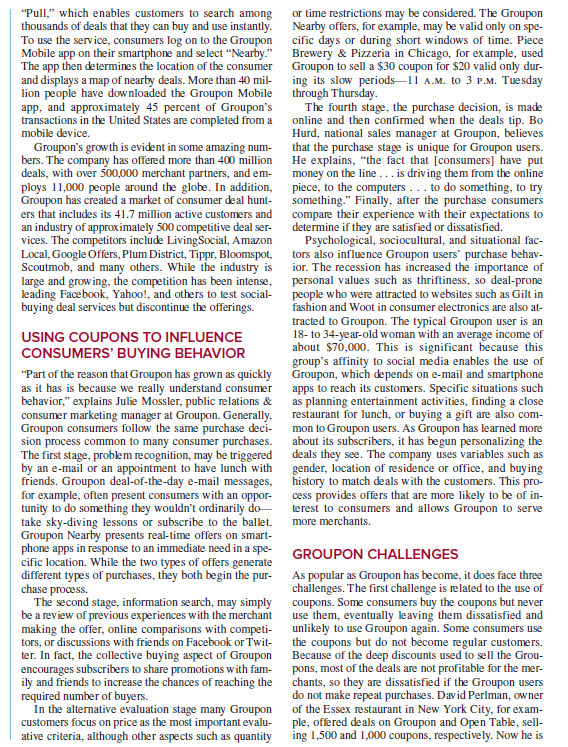 “Pull,” which enables customers to search among
thousands of deals that they can buy and use instantly.
To use the service, consumers log on to the Groupon
Mobile app on their smartphone and select “Nearby.”
The app then determines the location of the consumer
and displays a map of nearby deals. More than 40 mil-
lion people have downloaded the Groupon Mobile
app, and approximately 45 percent of Groupon’s
transactions in the United States are completed from a
mobile device.
Groupon’s growth is evident in some amazing num-
bers. The company has offered more than 400 million
deals, with over 500,000 merchant partners, and em-
ploys 11,000 people around the globe. In addition,
Groupon has created a market of consumer deal hunt-
ers that includes its 41.7 million active customers and
an industry of approximately 500 competitive deal ser-
vices. The competitors include LivingSocial, Amazon
Local, Google Offers, Plum District, Tippr, Bloomspot,
Scoutmob, and many others. While the industry is
large and growing, the competition has been intense,
leading Facebook, Yahoo!, and others to test social-
buying deal services but discontinue the offerings.
USING COUPONS TO INFLUENCE
CONSUMERS’ BUYING BEHAVIOR
“Part of the reason that Groupon has grown as quickly
as it has is because we really understand consumer
behavior,” explains Julie Mossler, public relations &
consumer marketing manager at Groupon. Generally,
Groupon consumers follow the same purchase deci-
sion process common to many consumer purchases.
The first stage, problem recognition, may be triggered
by an e-mail or an appointment to have lunch with
friends. Groupon deal-of-the-day e-mail messages,
for example, often present consumers with an oppor-
tunity to do something they wouldn’t ordinarily do—
take sky-diving lessons or subscribe to the ballet.
Groupon Nearby presents real-time offers on smart-
phone apps in response to an immediate need in a spe-
cific location. While the two types of offers generate
different types of purchases, they both begin the pur-
chase process.
The second stage, information search, may simply
be a review of previous experiences with the merchant
making the offer, online comparisons with competi-
tors, or discussions with friends on Facebook or Twit-
ter. In fact, the collective buying aspect of Groupon
encourages subscribers to share promotions with fam-
ily and friends to increase the chances of reaching the
required number of buyers.
In the alternative evaluation stage many Groupon
customers focus on price as the most important evalu-
ative criteria, although other aspects such as quantity
or time restrictions may be considered. The Groupon
Nearby offers, for example, may be valid only on spe-
cific days or during short windows of time. Piece
Brewery & Pizzeria in Chicago, for example, used
Groupon to sell a $30 coupon for $20 valid only dur-
ing its slow periods—11 A.M. to 3 P.M. Tuesday
through Thursday.
The fourth stage, the purchase decision, is made
online and then confirmed when the deals tip. Bo
Hurd, national sales manager at Groupon, believes
that the purchase stage is unique for Groupon users.
He explains, “the fact that [consumers] have put
money on the line . . . is driving them from the online
piece, to the computers . . . to do something, to try
something.” Finally, after the purchase consumers
compare their experience with their expectations to
determine if they are satisfied or dissatisfied.
Psychological, sociocultural, and situational fac-
tors also influence Groupon users’ purchase behav-
ior. The recession has increased the importance of
personal values such as thriftiness, so deal-prone
people who were attracted to websites such as Gilt in
fashion and Woot in consumer electronics are also at-
tracted to Groupon. The typical Groupon user is an
18- to 34-year-old woman with an average income of
about $70,000. This is significant because this
group’s affinity to social media enables the use of
Groupon, which depends on e-mail and smartphone
apps to reach its customers. Specific situations such
as planning entertainment activities, finding a close
restaurant for lunch, or buying a gift are also com-
mon to Groupon users. As Groupon has learned more
about its subscribers, it has begun personalizing the
deals they see. The company uses variables such as
gender, location of residence or office, and buying
history to match deals with the customers. This pro-
cess provides offers that are more likely to be of in-
terest to consumers and allows Groupon to serve
more merchants.
GROUPON CHALLENGES
As popular as Groupon has become, it does face three
challenges. The first challenge is related to the use of
coupons. Some consumers buy the coupons but never
use them, eventually leaving them dissatisfied and
unlikely to use Groupon again. Some consumers use
the coupons but do not become regular customers.
Because of the deep discounts used to sell the Grou-
pons, most of the deals are not profitable for the mer-
chants, so they are dissatisfied if the Groupon users
do not make repeat purchases. David Perlman, owner
of the Essex restaurant in New York City, for exam-
ple, offered deals on Groupon and Open Table, sell-
ing 1,500 and 1,000 coupons, respectively. Now he is